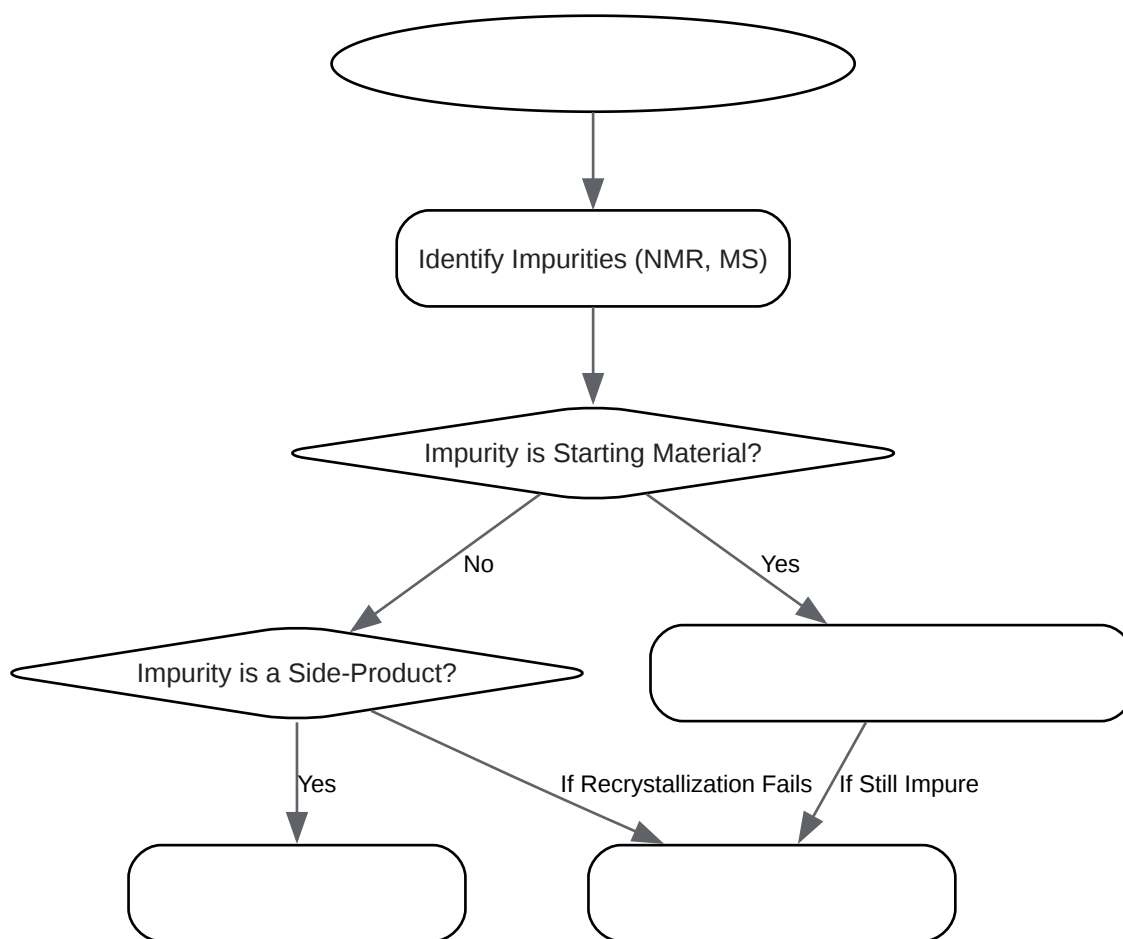 Identify Impurities (NMR, MS)
Impurity is Starting Material?
No
Yes
Impurity is a Side-Product?
Yes
If Recrystallization Fails
If Still Impure